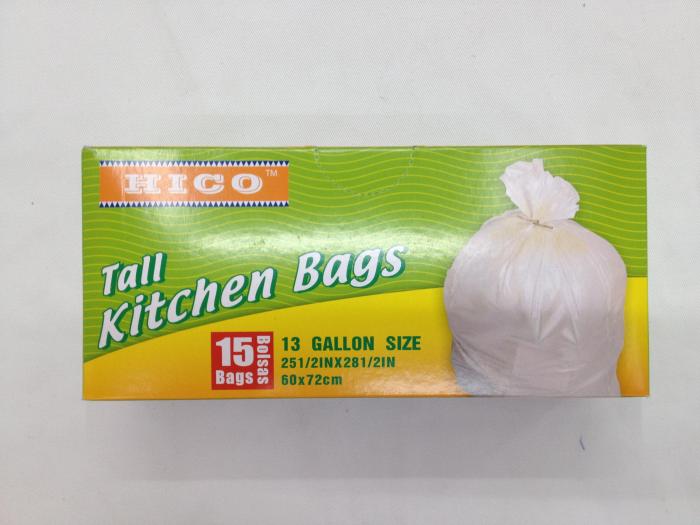 HICO™
Tall
Kitchen Bags
15
Bags
Bolsas
13 GALLON SIZE
251/2INX281/2IN
60x72cm